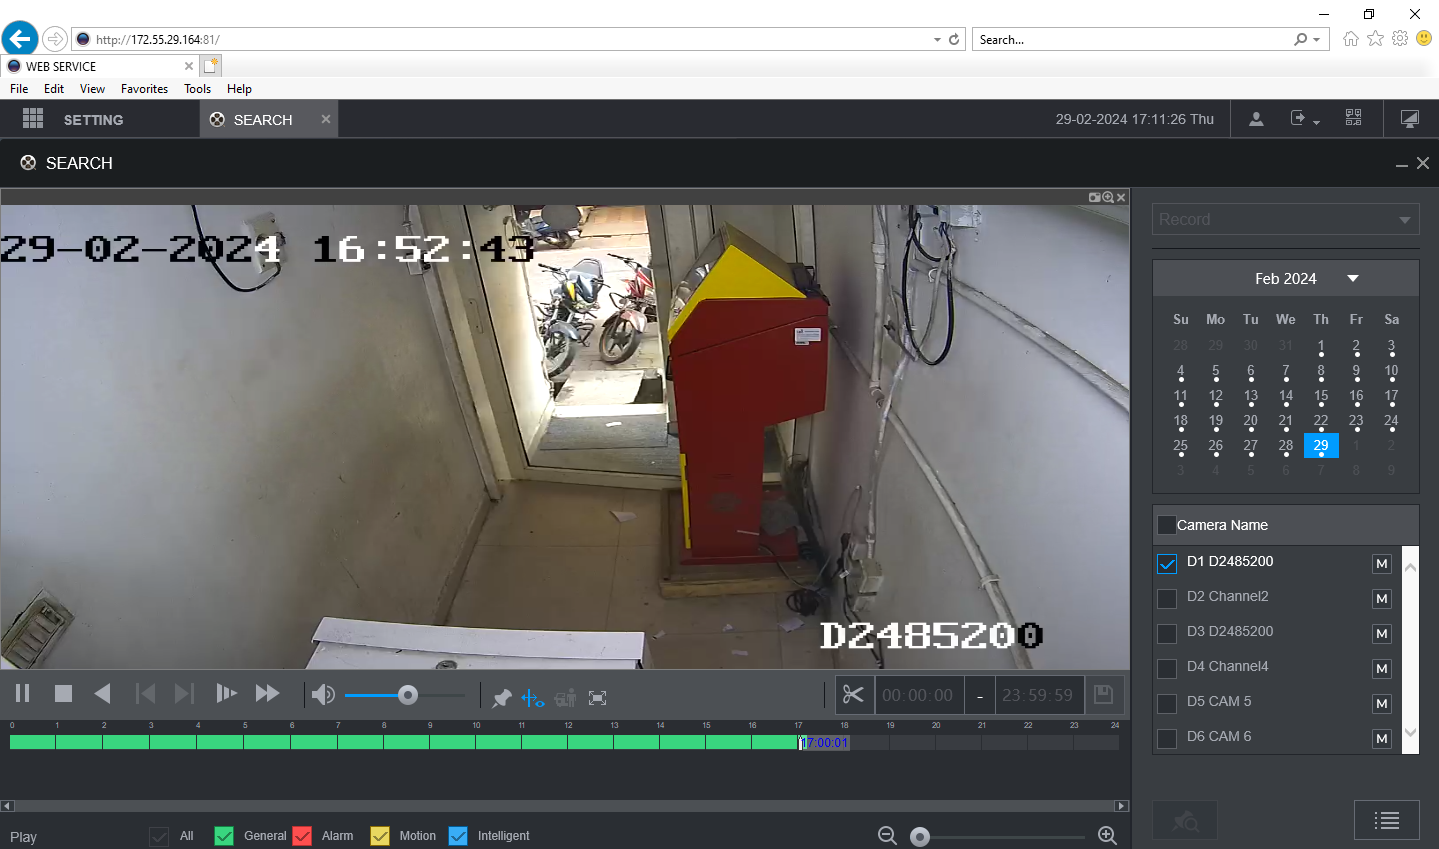 http://172.55.29.164:81/
Search...
WEB SERVICE
File Edit View Favorites Tools Help
SETTING
SEARCH
29-02-2024 17:11:26 Thu
SEARCH
29-02-2024 16:52:43
D2485200
Record
Feb 2024
Su Mo Tu We Th Fr Sa
28 29 30 31 1 2 3
4 5 6 7 8 9 10
11 12 13 14 15 16 17
18 19 20 21 22 23 24
25 26 27 28 29 1 2
3 4 5 6 7 8 9
Camera Name
D1 D2485200 M
D2 Channel2 M
D3 D2485200 M
D4 Channel4 M
D5 CAM 5 M
D6 CAM 6 M
00:00:00 - 23:59:59
0 1 2 3 4 5 6 7 8 9 10 11 12 13 14 15 16 17 18 19 20 21 22 23 24
17:00:01
Play
All General Alarm Motion Intelligent